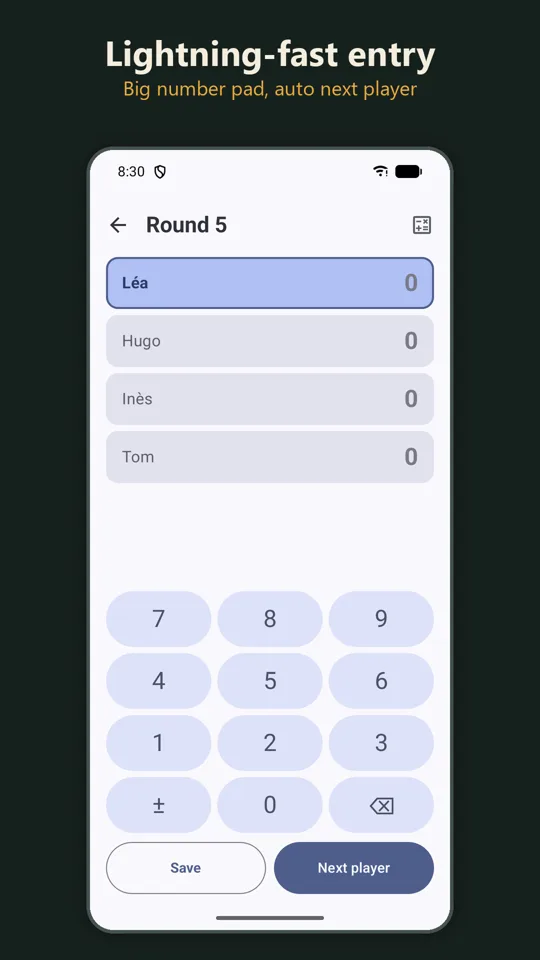 Lightning-fast entry
Big number pad, auto next player
8:30
Round 5
Léa 0
Hugo 0
Inès 0
Tom 0
7 8 9
4 5 6
1 2 3
± 0
Save Next player